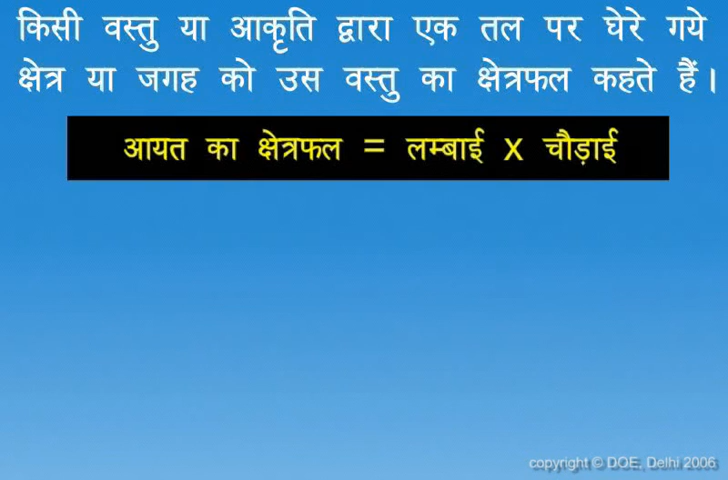 किसी वस्तु या आकृति द्वारा एक तल पर घेरे गये
क्षेत्र या जगह को उस वस्तु का क्षेत्रफल कहते हैं।
आयत का क्षेत्रफल = लम्बाई x चौड़ाई
copyright © DOE, Delhi 2006